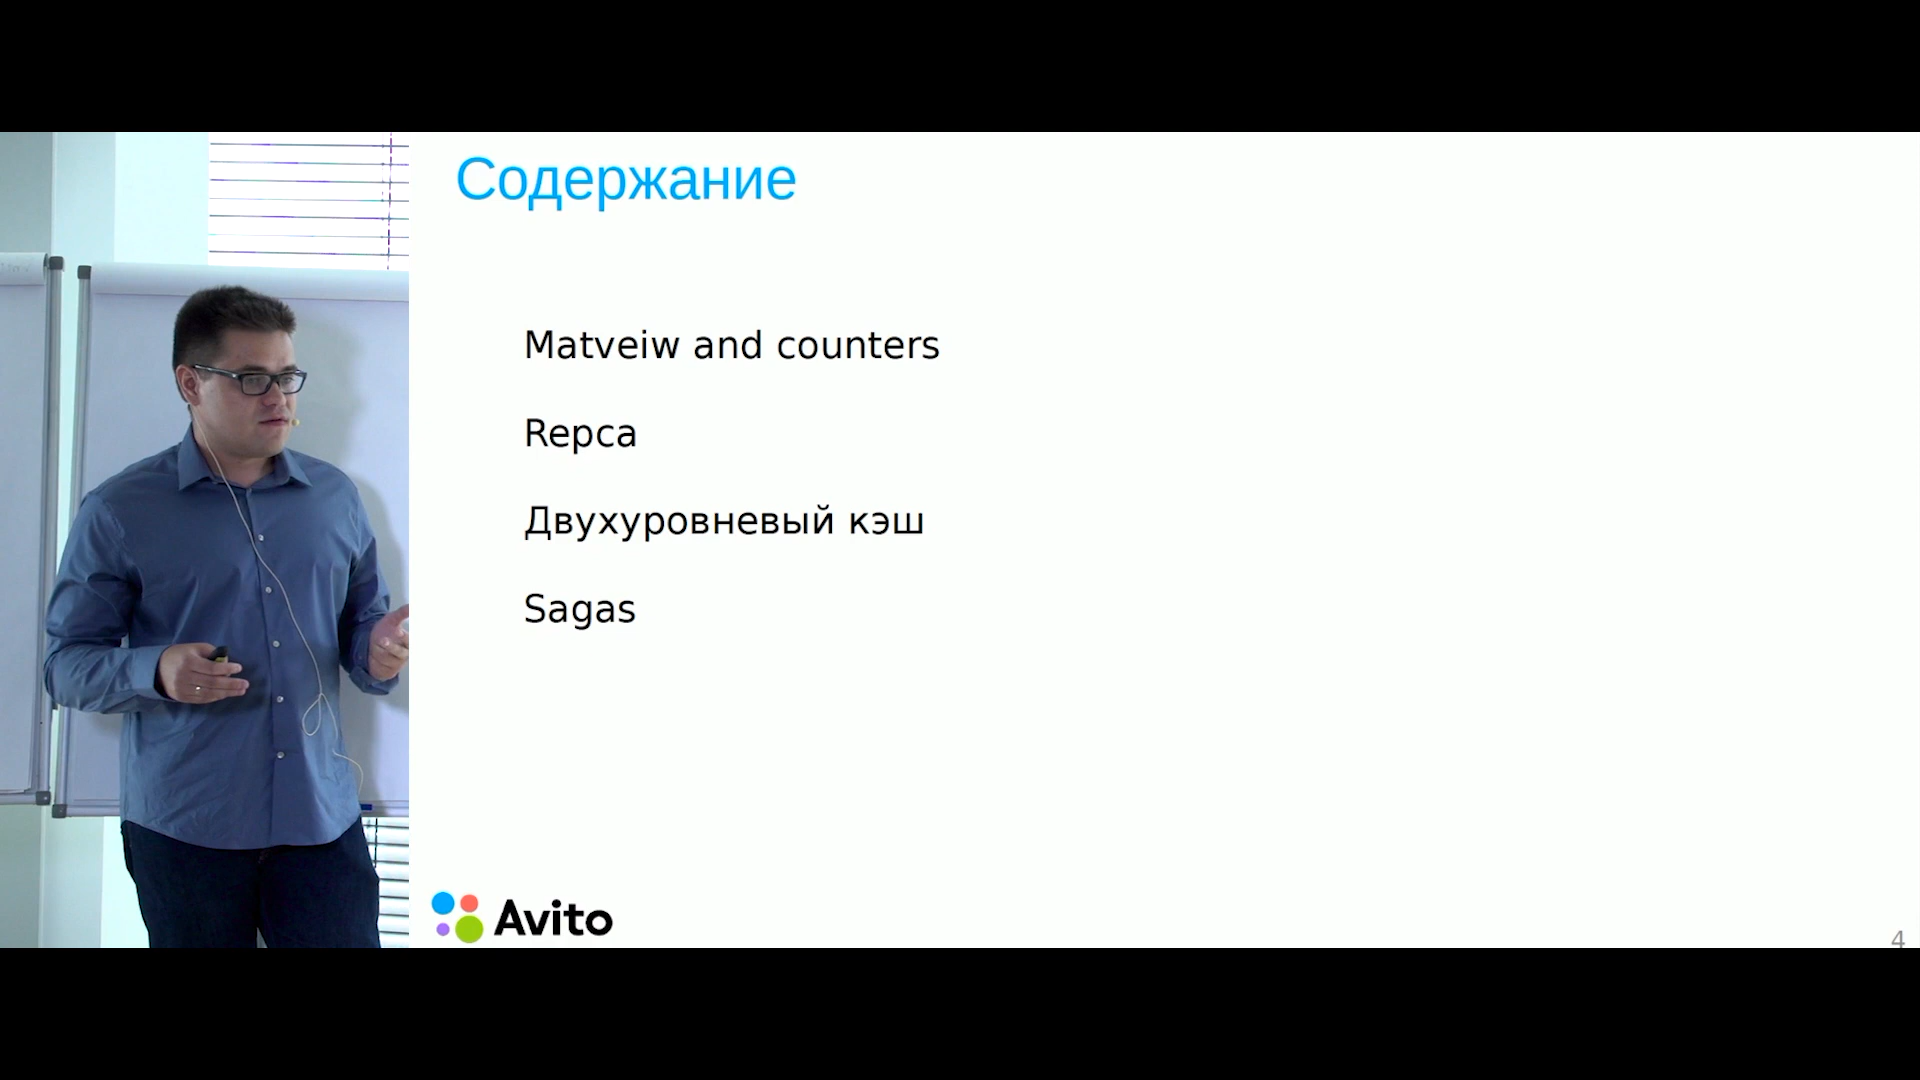 Содержание
Matveiw and counters
Repca
Двухуровневый кэш
Sagas
Avito
4